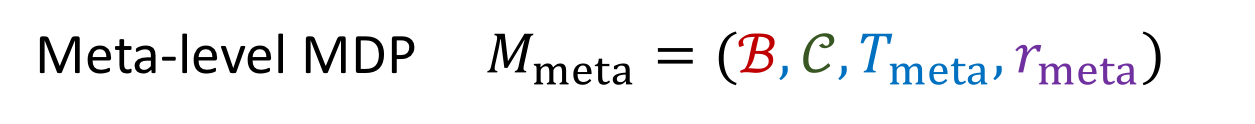 Meta-level MDP M_meta = (ℬ, 𝒞, T_meta, r_meta)